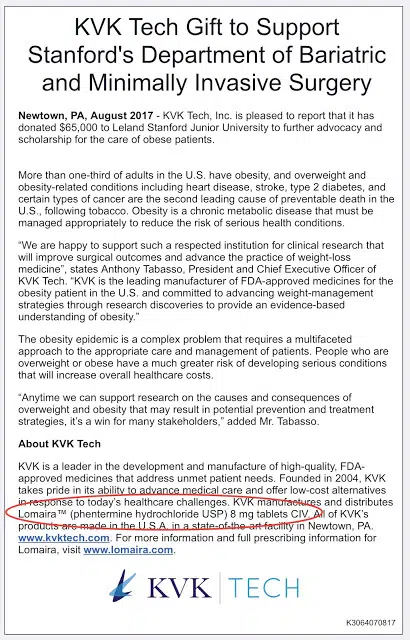 KVK Tech Gift to Support
Stanford's Department of Bariatric
and Minimally Invasive Surgery
Newtown, PA, August 2017 - KVK Tech, Inc. is pleased to report that it has
donated $65,000 to Leland Stanford Junior University to further advocacy and
scholarship for the care of obese patients.
More than one-third of adults in the U.S. have obesity, and overweight and
obesity-related conditions including heart disease, stroke, type 2 diabetes, and
certain types of cancer are the second leading cause of preventable death in the
U.S., following tobacco. Obesity is a chronic metabolic disease that must be
managed appropriately to reduce the risk of serious health conditions.
“We are happy to support such a respected institution for clinical research that
will improve surgical outcomes and advance the practice of weight-loss
medicine”, states Anthony Tabasso, President and Chief Executive Officer of
KVK Tech. “KVK is the leading manufacturer of FDA-approved medicines for the
obesity patient in the U.S. and committed to advancing weight-management
strategies through research discoveries to provide an evidence-based
understanding of obesity.”
The obesity epidemic is a complex problem that requires a multifaceted
approach to the appropriate care and management of patients. People who are
overweight or obese have a much greater risk of developing serious conditions
that will increase overall healthcare costs.
“Anytime we can support research on the causes and consequences of
overweight and obesity that may result in potential prevention and treatment
strategies, it’s a win for many stakeholders,” added Mr. Tabasso.
About KVK Tech
KVK is a leader in the development and manufacture of high-quality, FDA-
approved medicines that address unmet patient needs. Founded in 2004, KVK
takes pride in its ability to advance medical care and offer low-cost alternatives
in response to today’s healthcare challenges. KVK manufactures and distributes
Lomaira™ (phentermine hydrochloride USP) 8 mg tablets CIV. All of KVK’s
products are made in the U.S.A. in a state-of-the-art facility in Newtown, PA.
www.kvktech.com. For more information and full prescribing information for
Lomaira, visit www.lomaira.com.
KVK TECH
K3064070817